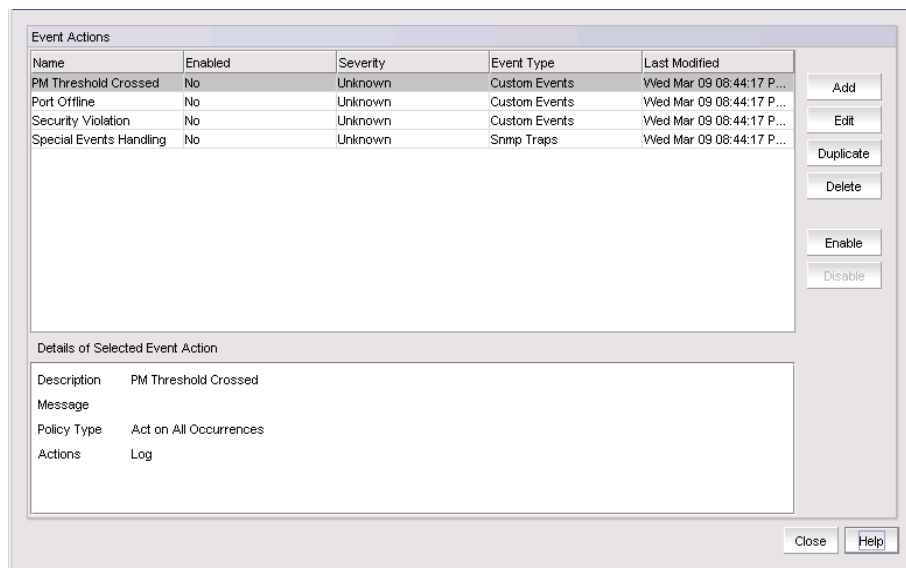 Event Actions
Name Enabled Severity Event Type Last Modified
PM Threshold Crossed No Unknown Custom Events Wed Mar 09 08:44:17 P...
Port Offline No Unknown Custom Events Wed Mar 09 08:44:17 P...
Security Violation No Unknown Custom Events Wed Mar 09 08:44:17 P...
Special Events Handling No Unknown Snmp Traps Wed Mar 09 08:44:17 P...
Add
Edit
Duplicate
Delete
Enable
Disable
Details of Selected Event Action
Description PM Threshold Crossed
Message
Policy Type Act on All Occurrences
Actions Log
Close Help